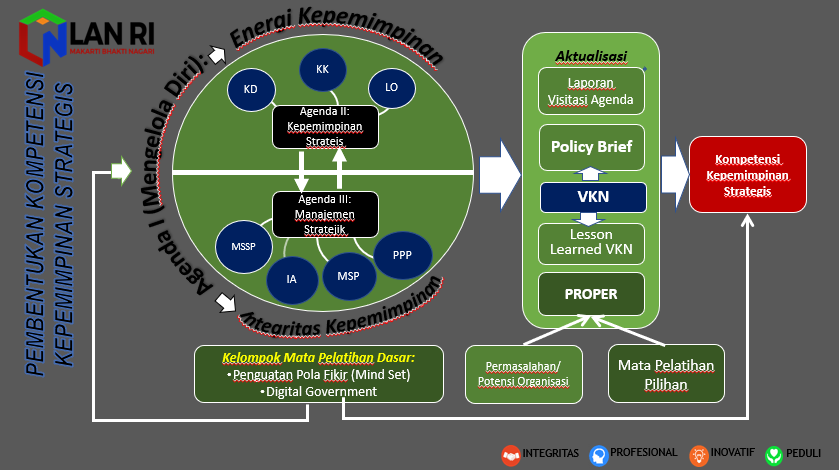 LAN RI
MAKARTI BHAKTI NAGARI
PEMBENTUKAN KOMPETENSI
KEPEMIMPINAN STRATEGIS
Agenda I (Mengelola Diri):
Energi Kepemimpinan
Integritas Kepemimpinan
KD
KK
LO
Agenda II:
Kepemimpinan
Strateis
Agenda III:
Manajemen
Stratejik
MSSP
IA
MSP
PPP
Aktualisasi
Laporan
Visitasi Agenda
Policy Brief
VKN
Lesson
Learned VKN
PROPER
Kompetensi
Kepemimpinan
Strategis
Kelompok Mata Pelatihan Dasar:
•Penguatan Pola Fikir (Mind Set)
•Digital Government
Permasalahan/
Potensi Organisasi
Mata Pelatihan
Pilihan
INTEGRITAS
PROFESIONAL
INOVATIF
PEDULI